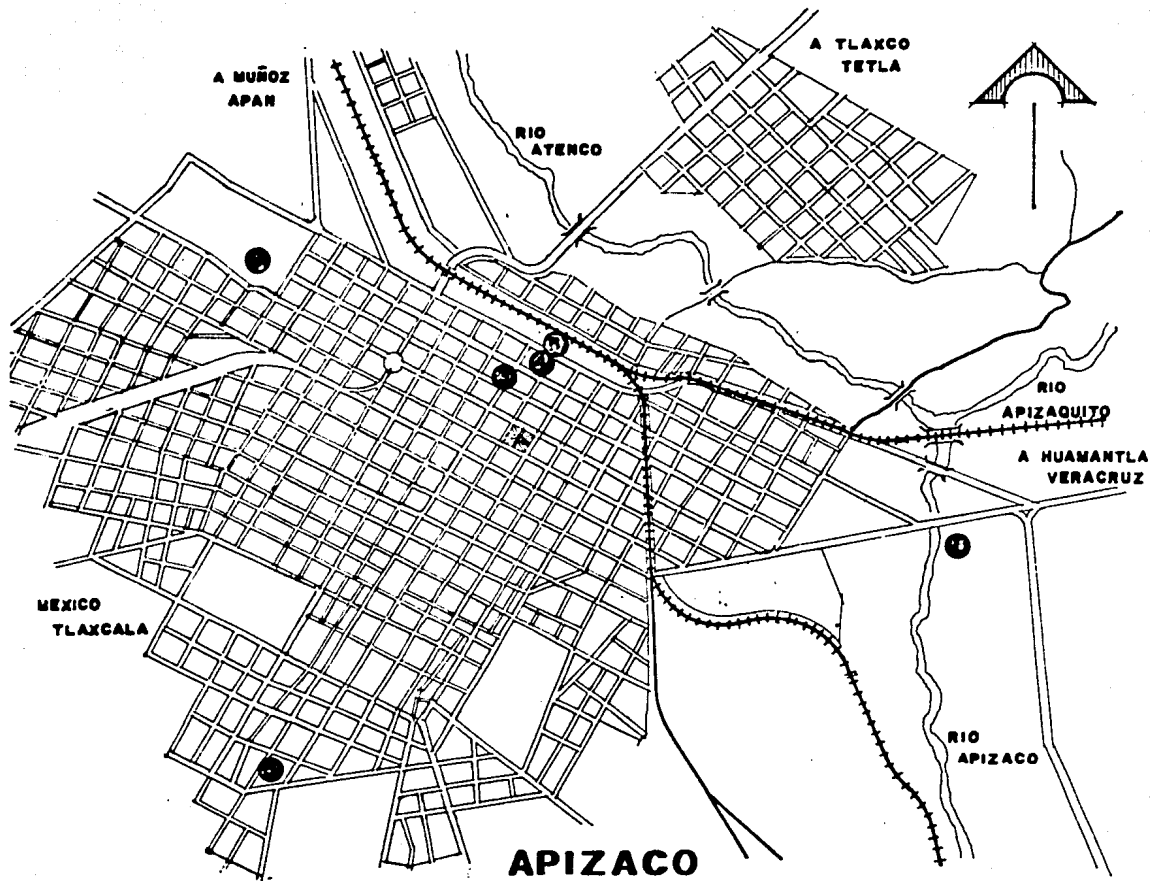 A TLAXCO
TETLA
A MUÑOZ
APAN
RIO
ATENCO
RIO
APIZAQUITO
A HUAMANTLA
VERACRUZ
MEXICO
TLAXCALA
RIO
APIZACO
APIZACO